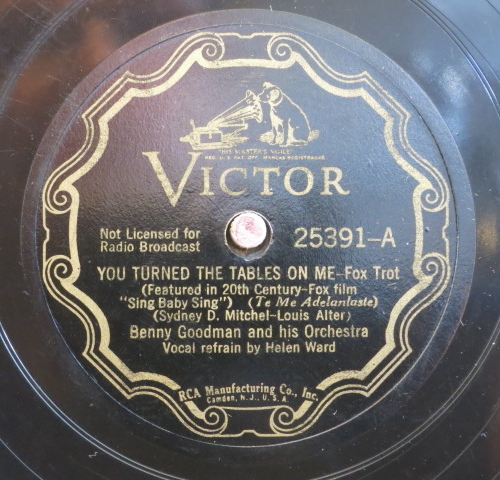 "HIS MASTER'S VOICE"
REG. U.S. PAT. OFF. MARCAS REGISTRADAS
VICTOR
Not Licensed for
Radio Broadcast
25391-A
YOU TURNED THE TABLES ON ME-Fox Trot
(Featured in 20th Century-Fox film
"Sing Baby Sing") (Te Me Adelantaste)
(Sydney D. Mitchel-Louis Alter)
Benny Goodman and his Orchestra
Vocal refrain by Helen Ward
RCA Manufacturing Co., Inc.
Camden, N.J., U.S.A.